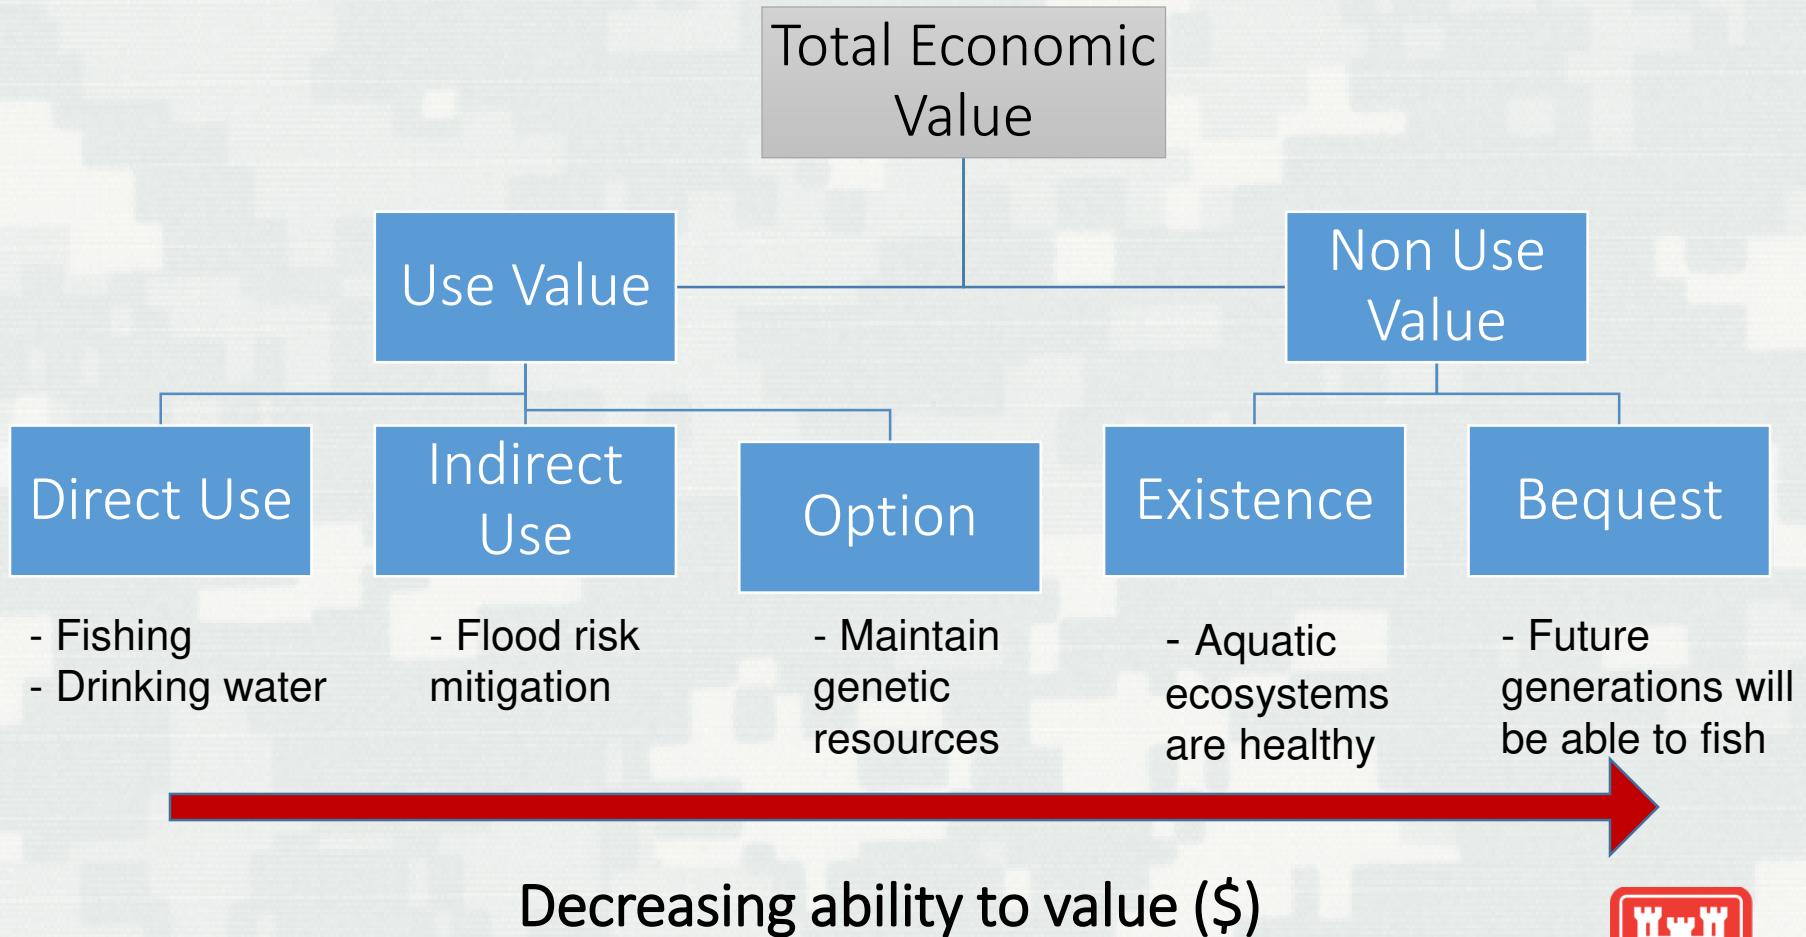 Total Economic
Value
Use Value
Non Use
Value
Direct Use
Indirect
Use
Option
Existence
Bequest
- Fishing
- Drinking water
- Flood risk
mitigation
- Maintain
genetic
resources
- Aquatic
ecosystems
are healthy
- Future
generations will
be able to fish
Decreasing ability to value ($)